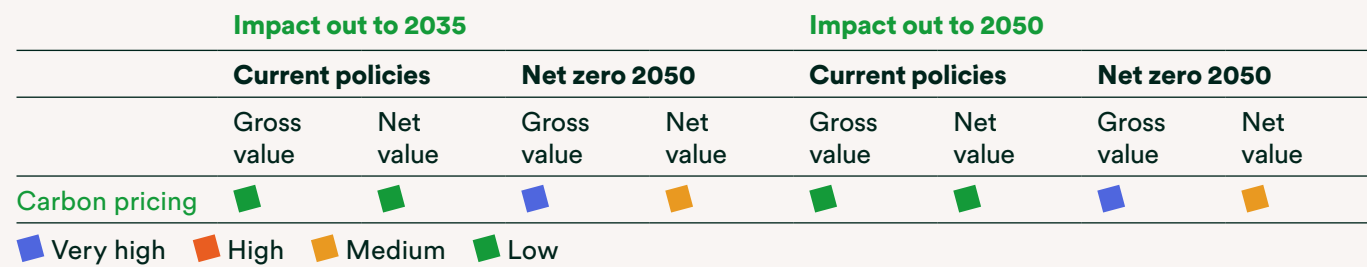 Impact out to 2035 Impact out to 2050
Current policies Net zero 2050 Current policies Net zero 2050
Gross Net Gross Net Gross Net Gross Net
value value value value value value value value
Carbon pricing
Very high High Medium Low